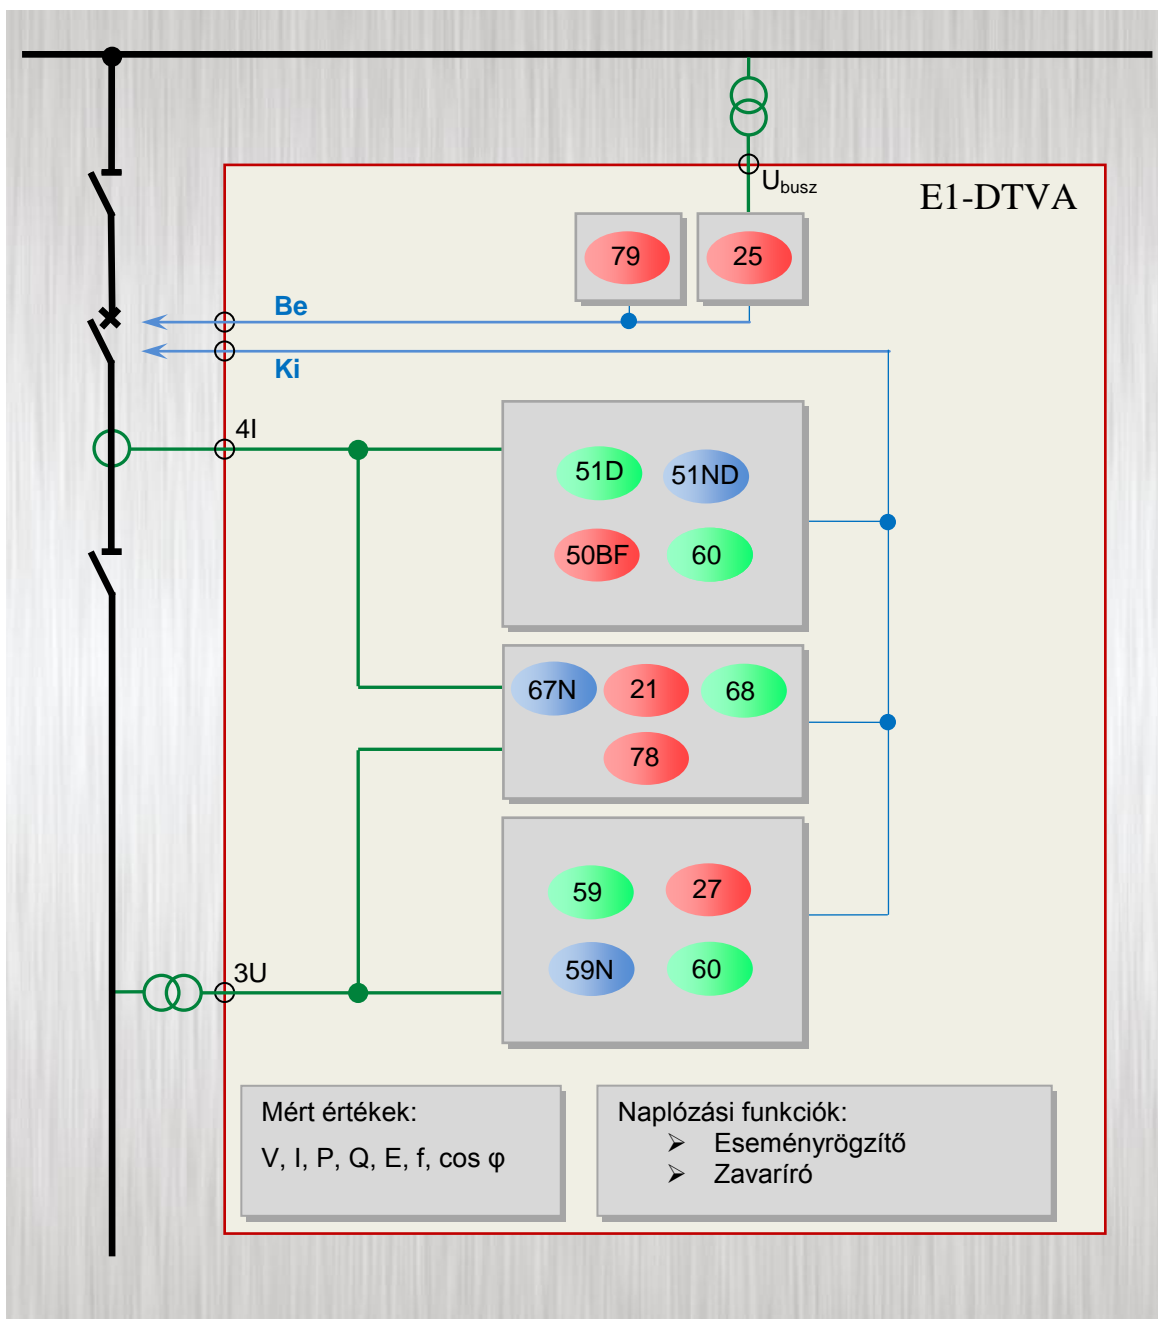 U busz
E1-DTVA
79
25
Be
Ki
4I
51D
51ND
50BF
60
67N
21
68
78
59
27
59N
60
3U
Mért értékek:
V, I, P, Q, E, f, cos φ
Naplózási funkciók:
➢ Eseményrögzítő
➢ Zavaríró